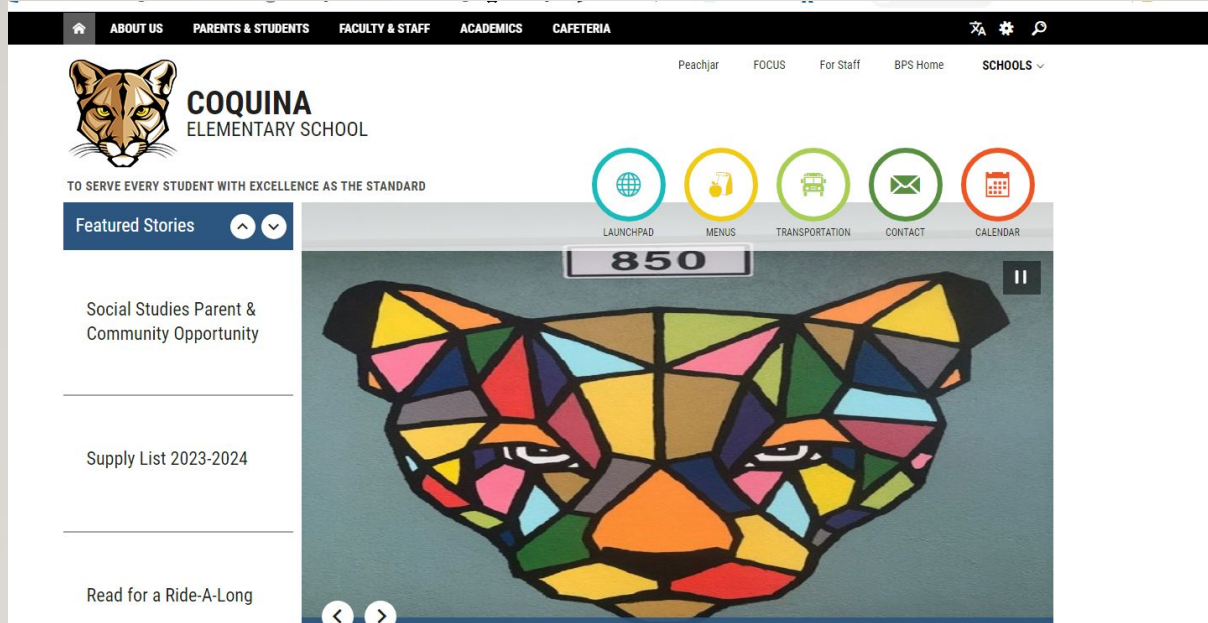 ABOUT US PARENTS & STUDENTS FACULTY & STAFF ACADEMICS CAFETERIA
Peachjar FOCUS For Staff BPS Home SCHOOLS
COQUINA
ELEMENTARY SCHOOL
TO SERVE EVERY STUDENT WITH EXCELLENCE AS THE STANDARD
LAUNCHPAD MENUS TRANSPORTATION CONTACT CALENDAR
Featured Stories
850
Social Studies Parent &
Community Opportunity
Supply List 2023-2024
Read for a Ride-A-Long